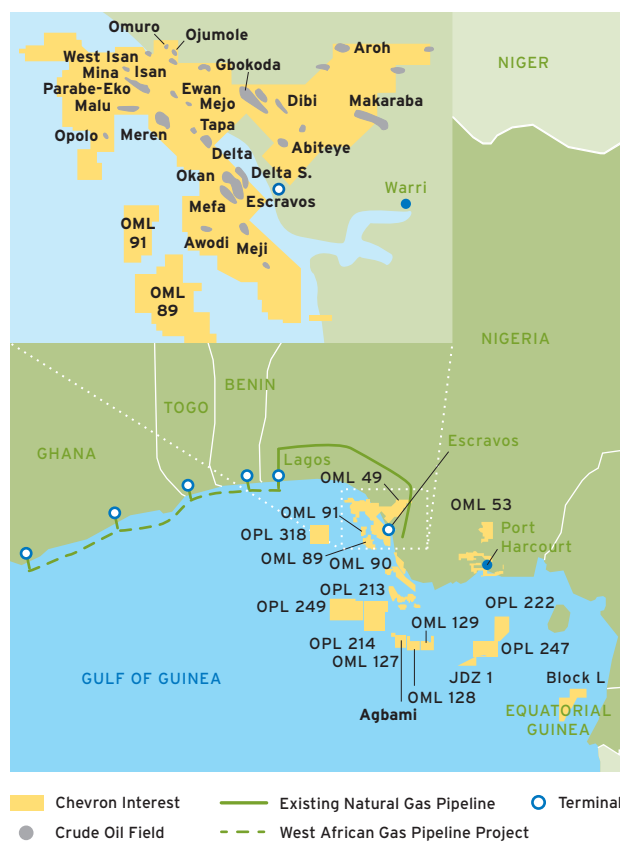 Omuro
Ojumole
West Isan
Mina
Isan
Parabe-Eko
Malu
Opolo
Meren
Ewan
Mejo
Tapa
Gbokoda
Dibi
Aroh
Makaraba
Abiteye
Delta
Delta S.
Okan
Escravos
Mefa
Awodi
Meji
Warri
OML
91
OML
89
NIGER
NIGERIA
BENIN
TOGO
GHANA
Lagos
Escravos
OML 49
OML 53
OML 91
Port
Harcourt
OPL 318
OML 89
OML 90
OPL 213
OPL 222
OPL 249
OML 129
OPL 214
OPL 247
OML 127
JDZ 1
Block L
OML 128
GULF OF GUINEA
Agbami
EQUATORIAL
GUINEA
Chevron Interest
Existing Natural Gas Pipeline
Terminal
Crude Oil Field
West African Gas Pipeline Project